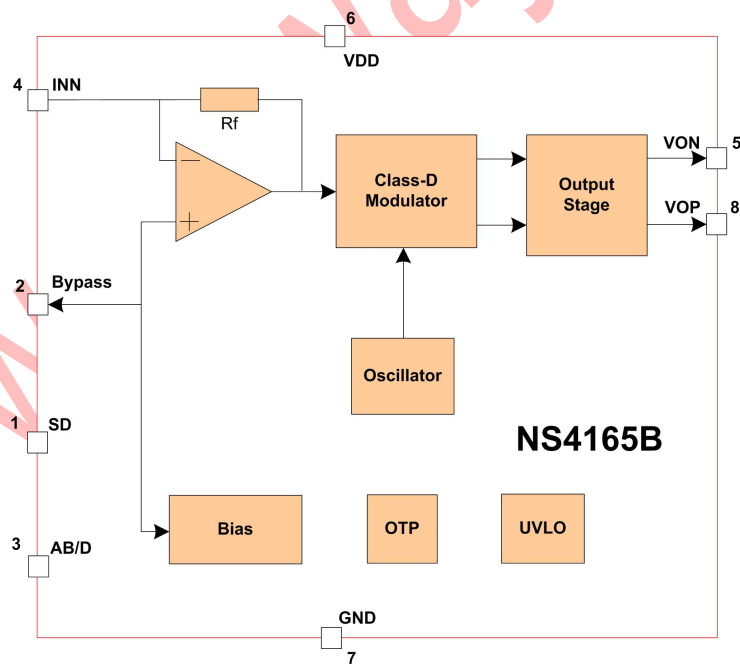 6
VDD
4
INN
Rf
VON
5
Class-D
Modulator
Output
Stage
VOP
8
2
Bypass
Oscillator
1
SD
NS4165B
Bias
OTP
UVLO
3
AB/D
GND
7